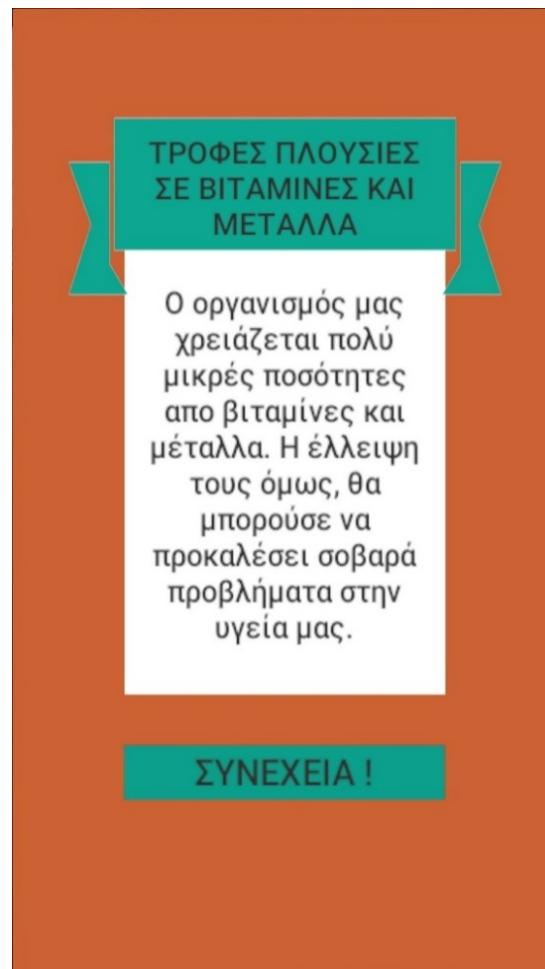 ΤΡΟΦΕΣ ΠΛΟΥΣΙΕΣ
ΣΕ ΒΙΤΑΜΙΝΕΣ ΚΑΙ
ΜΕΤΑΛΛΑ
Ο οργανισμός μας
χρειάζεται πολύ
μικρές ποσότητες
απο βιταμίνες και
μέταλλα. Η έλλειψη
τους όμως, θα
μπορούσε να
προκαλέσει σοβαρά
προβλήματα στην
υγεία μας.
ΣΥΝΕΧΕΙΑ !